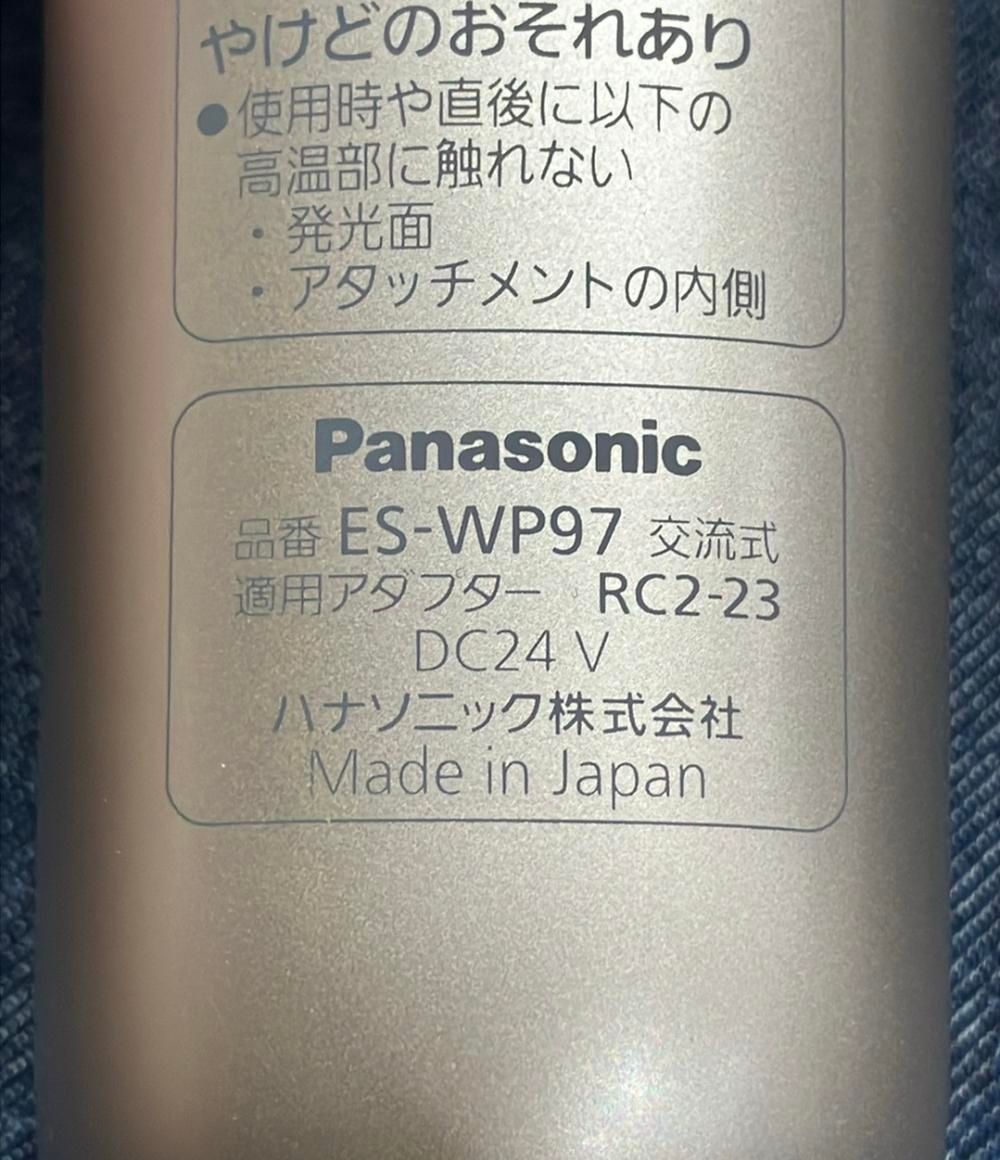 やけどのおそれあり
●使用時や直後に以下の
高温部に触れない
・発光面
・アタッチメントの内側
Panasonic
品番 ES-WP97 交流式
適用アダプター RC2-23
DC24 V
パナソニック株式会社
Made in Japan